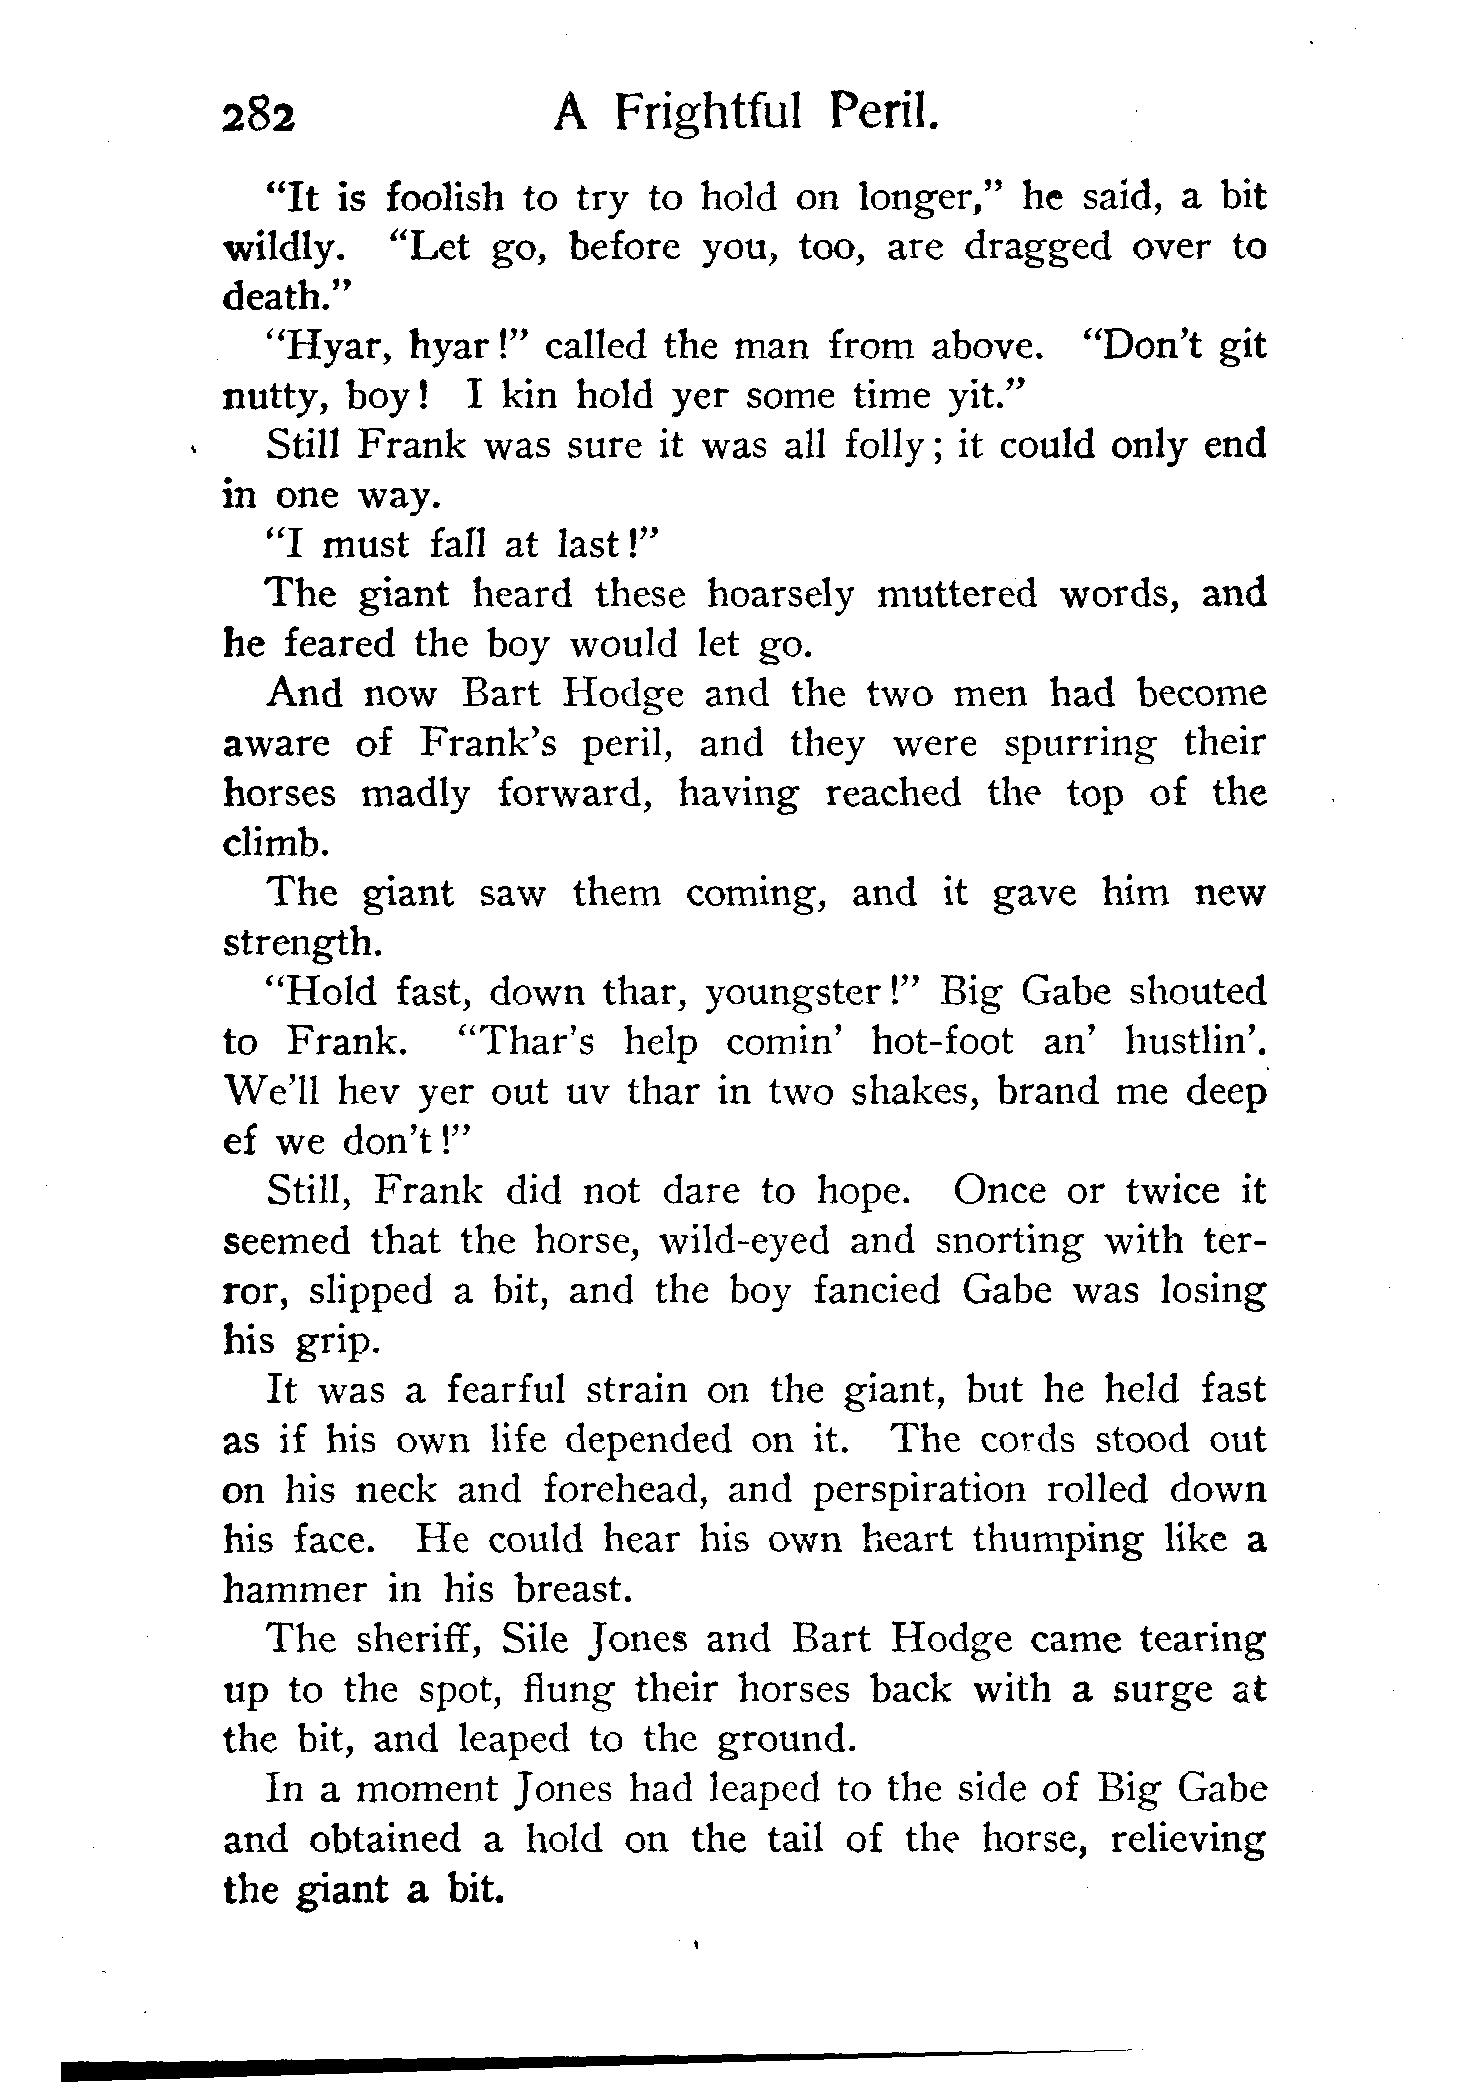 282 A Frightful Peril.
“It is foolish to try to hold on longer,” he said, a bit
wildly. “Let go, before you, too, are dragged over to
death.”
“Hyar, hyar!” called the man from above. “Don’t git
nutty, boy! I kin hold yer some time yit.”
Still Frank was sure it was all folly; it could only end
in one way.
“I must fall at last!”
The giant heard these hoarsely muttered words, and
he feared the boy would let go.
And now Bart Hodge and the two men had become
aware of Frank’s peril, and they were spurring their
horses madly forward, having reached the top of the
climb.
The giant saw them coming, and it gave him new
strength.
“Hold fast, down thar, youngster!” Big Gabe shouted
to Frank. “Thar’s help comin’ hot-foot an’ hustlin’.
We’ll hev yer out uv thar in two shakes, brand me deep
ef we don’t!”
Still, Frank did not dare to hope. Once or twice it
seemed that the horse, wild-eyed and snorting with ter-
ror, slipped a bit, and the boy fancied Gabe was losing
his grip.
It was a fearful strain on the giant, but he held fast
as if his own life depended on it. The cords stood out
on his neck and forehead, and perspiration rolled down
his face. He could hear his own heart thumping like a
hammer in his breast.
The sheriff, Sile Jones and Bart Hodge came tearing
up to the spot, flung their horses back with a surge at
the bit, and leaped to the ground.
In a moment Jones had leaped to the side of Big Gabe
and obtained a hold on the tail of the horse, relieving
the giant a bit.